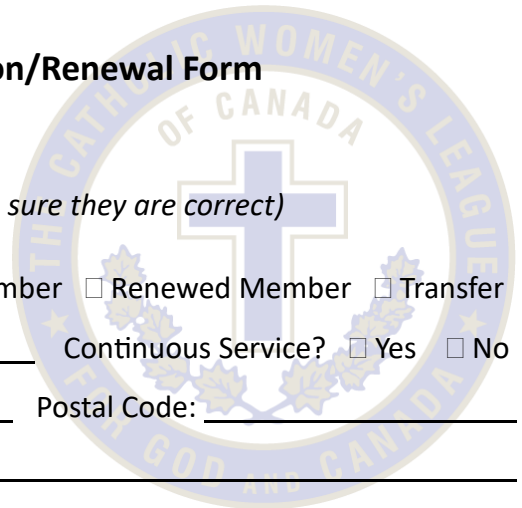 on/Renewal Form
sure they are correct)
mber □ Renewed Member □ Transfer
Continuous Service? □ Yes □ No
Postal Code:
THE CATHOLIC WOMEN'S LEAGUE
OF CANADA
FOR GOD AND CANADA